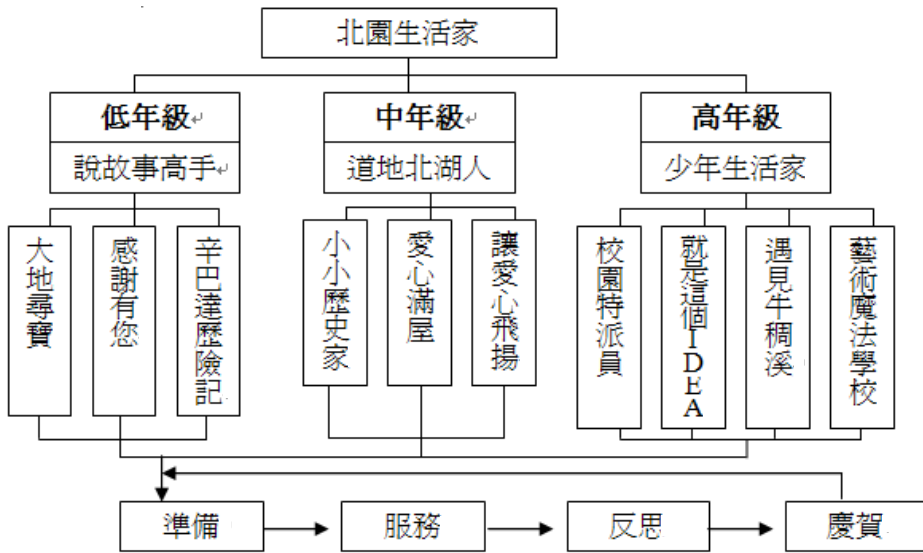 北園生活家
低年級
中年級
高年級
說故事高手
道地北湖人
少年生活家
大地尋寶
感謝有您
辛巴達歷險記
小小歷史家
愛心滿屋
讓愛心飛揚
校園特派員
就是這個IDEA
遇見牛稠溪
藝術魔法學校
準備
服務
反思
慶賀